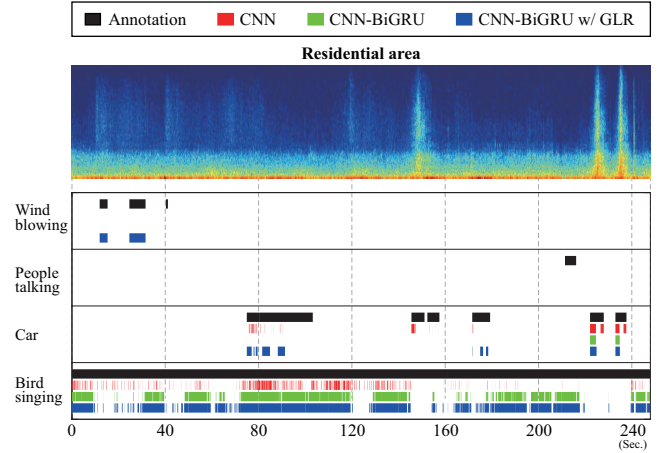 Annotation CNN CNN-BiGRU CNN-BiGRU w/ GLR
Residential area
Wind
blowing
People
talking
Car
Bird
singing
0 40 80 120 160 200 240
(Sec.)